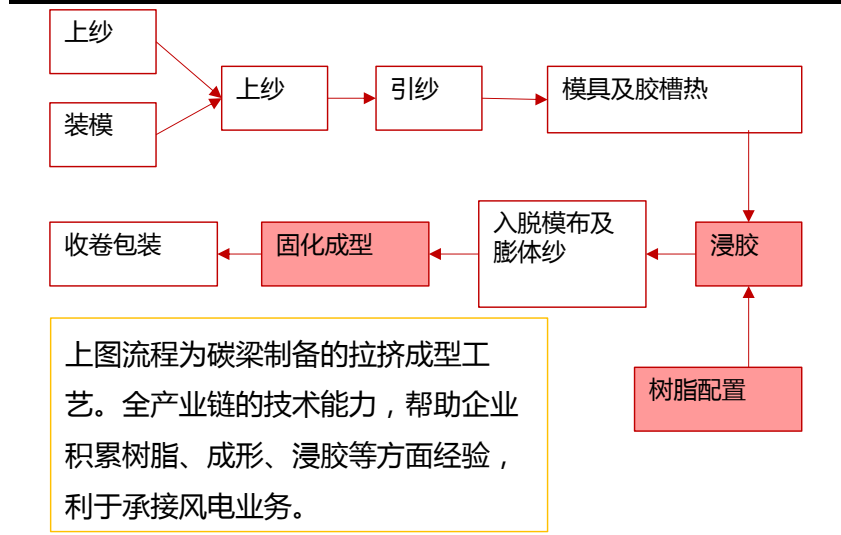 上纱
装模
上纱
引纱
模具及胶槽热
收卷包装
固化成型
入脱模布及
膨体纱
浸胶
树脂配置
上图流程为碳梁制备的拉挤成型工
艺。全产业链的技术能力，帮助企业
积累树脂、成形、浸胶等方面经验，
利于承接风电业务。